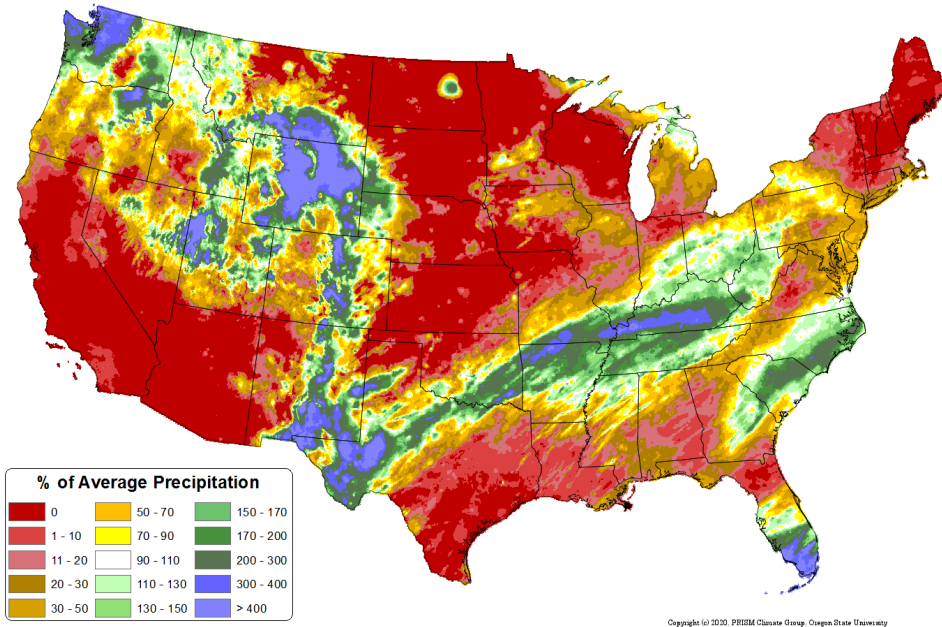 % of Average Precipitation
0
50 - 70
150 - 170
1 - 10
70 - 90
170 - 200
11 - 20
90 - 110
200 - 300
20 - 30
110 - 130
300 - 400
30 - 50
130 - 150
> 400
Copyright (c) 2020, PRISM Climate Group, Oregon State University